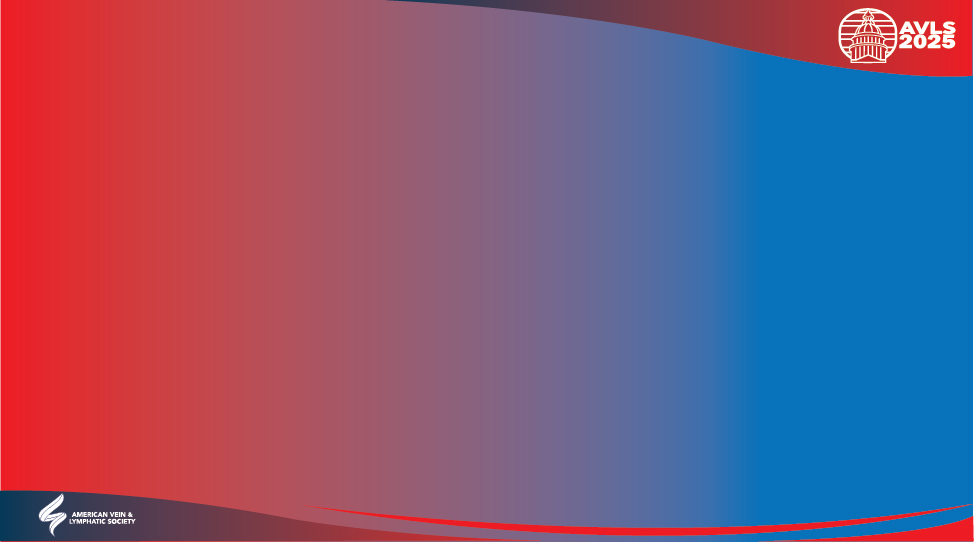 AVLS
2025
AMERICAN VEIN &
LYMPHATIC SOCIETY